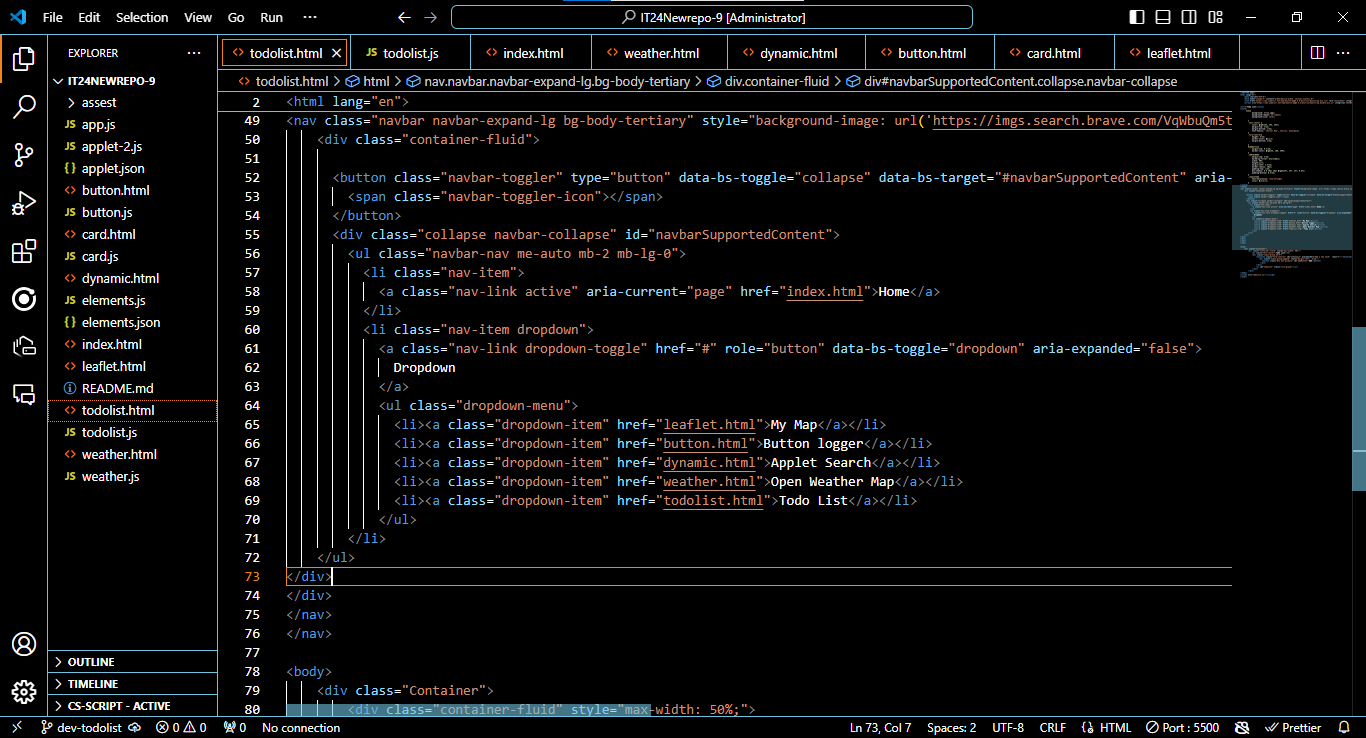 File Edit Selection View Go Run ··· IT24Newrepo-9 [Administrator]
EXPLORER ···
IT24NEWREPO-9
assest
JS app.js
JS applet-2.js
{} applet.json
<> button.html
JS button.js
<> card.html
JS card.js
<> dynamic.html
JS elements.js
{} elements.json
<> index.html
<> leaflet.html
README.md
<> todolist.html
JS todolist.js
<> weather.html
JS weather.js
> OUTLINE
> TIMELINE
> CS-SCRIPT - ACTIVE
<> todolist.html JS todolist.js <> index.html <> weather.html <> dynamic.html <> button.html <> card.html <> leaflet.html ···
<> todolist.html > html > nav.navbar.navbar-expand-lg.bg-body-tertiary > div.container-fluid > div#navbarSupportedContent.collapse.navbar-collapse
2 <html lang="en">
49 <nav class="navbar navbar-expand-lg bg-body-tertiary" style="background-image: url('https://imgs.search.brave.com/VqWbuQm5t
50 <div class="container-fluid">
51
52 <button class="navbar-toggler" type="button" data-bs-toggle="collapse" data-bs-target="#navbarSupportedContent" aria-
53 <span class="navbar-toggler-icon"></span>
54 </button>
55 <div class="collapse navbar-collapse" id="navbarSupportedContent">
56 <ul class="navbar-nav me-auto mb-2 mb-lg-0">
57 <li class="nav-item">
58 <a class="nav-link active" aria-current="page" href="index.html">Home</a>
59 </li>
60 <li class="nav-item dropdown">
61 <a class="nav-link dropdown-toggle" href="#" role="button" data-bs-toggle="dropdown" aria-expanded="false">
62 Dropdown
63 </a>
64 <ul class="dropdown-menu">
65 <li><a class="dropdown-item" href="leaflet.html">My Map</a></li>
66 <li><a class="dropdown-item" href="button.html">Button logger</a></li>
67 <li><a class="dropdown-item" href="dynamic.html">Applet Search</a></li>
68 <li><a class="dropdown-item" href="weather.html">Open Weather Map</a></li>
69 <li><a class="dropdown-item" href="todolist.html">Todo List</a></li>
70 </ul>
71 </li>
72 </ul>
73 </div>
74 </div>
75 </nav>
76 </nav>
77
78 <body>
79 <div class="Container">
80 <div class="container-fluid" style="max-width: 50%;">
dev-todolist 0 0 0 No connection Ln 73, Col 7 Spaces: 2 UTF-8 CRLF {} HTML Port : 5500 Prettier